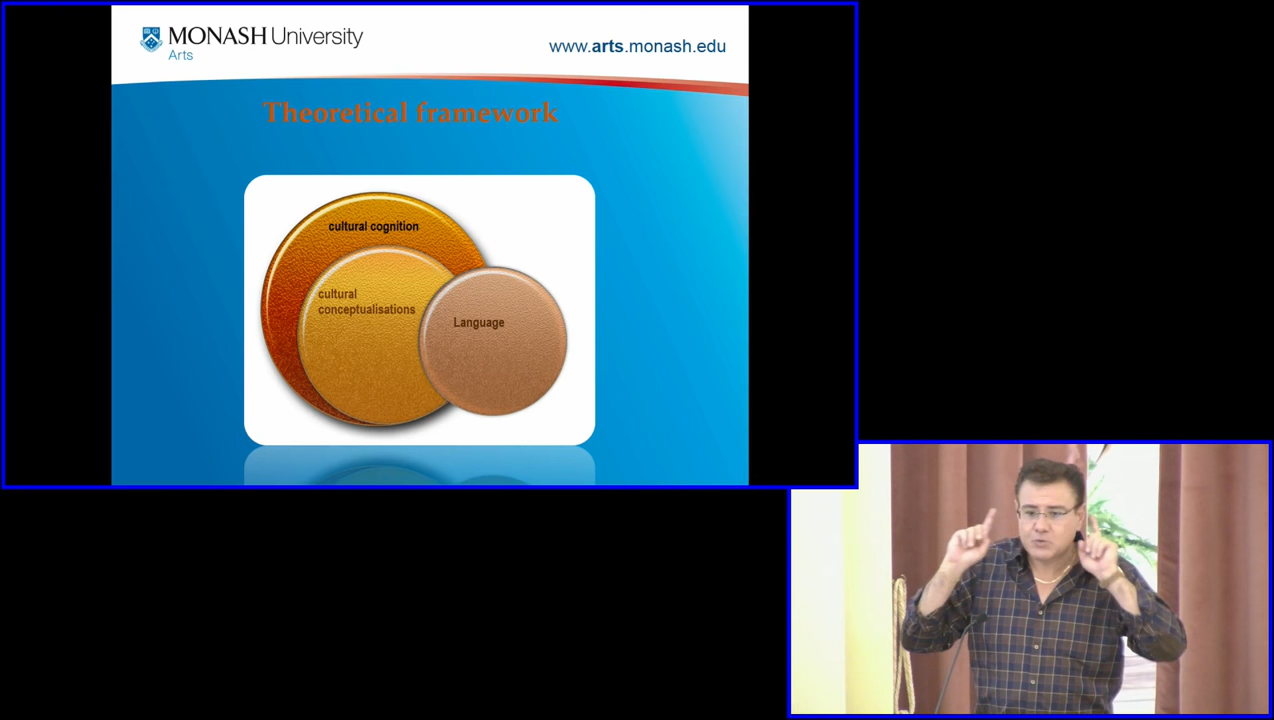 MONASH University
Arts
www.arts.monash.edu
Theoretical framework
cultural cognition
cultural
conceptualisations
Language